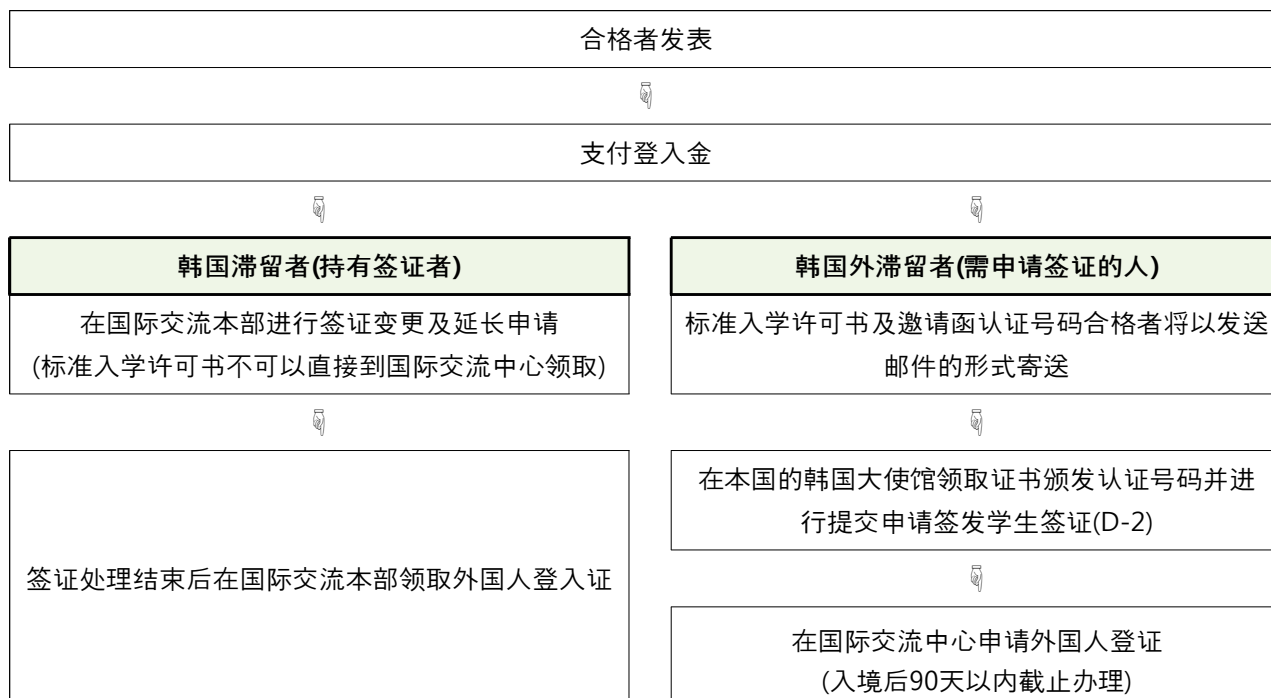 合格者发表
支付登入金
韩国滞留者(持有签证者)
在国际交流本部进行签证变更及延长申请
(标准入学许可书不可以直接到国际交流中心领取)
签证处理结束后在国际交流本部领取外国人登入证
韩国外滞留者(需申请签证的人)
标准入学许可书及邀请函认证号码合格者将以发送
邮件的形式寄送
在本国的韩国大使馆领取证书颁发认证号码并进
行提交申请签发学生签证(D-2)
在国际交流中心申请外国人登证
(入境后90天以内截止办理)